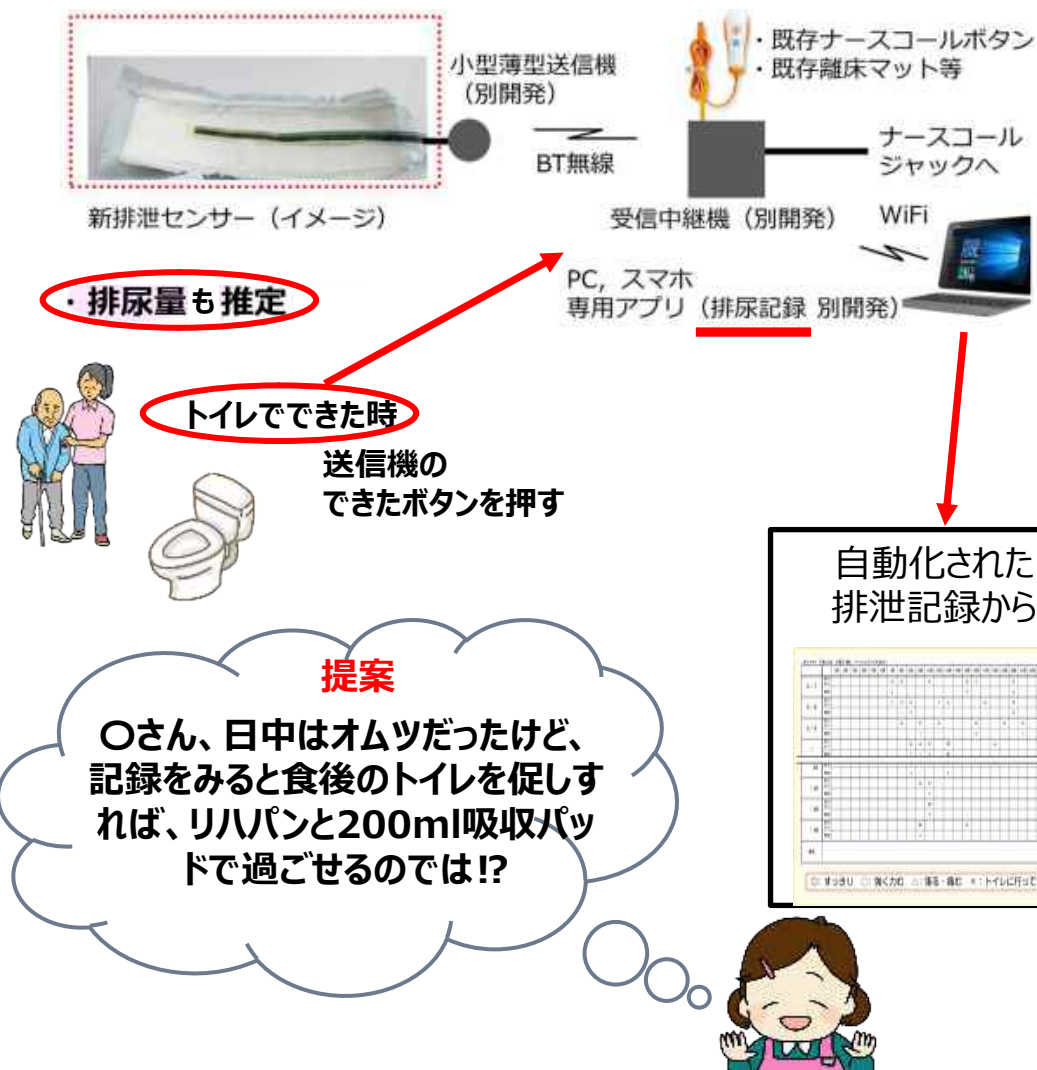 小型薄型送信機
（別開発）
・既存ナースコールボタン
・既存離床マット等
BT無線
ナースコール
ジャックへ
新排泄センサー（イメージ）
受信中継機（別開発）
WiFi
PC，スマホ
専用アプリ（排尿記録 別開発）
・排尿量も推定
トイレでできた時
送信機の
できたボタンを押す
自動化された
排泄記録から
提案
〇さん、日中はオムツだったけど、
記録をみると食後のトイレを促しす
れば、リハパンと200ml吸収パッ
ドで過ごせるのでは!?